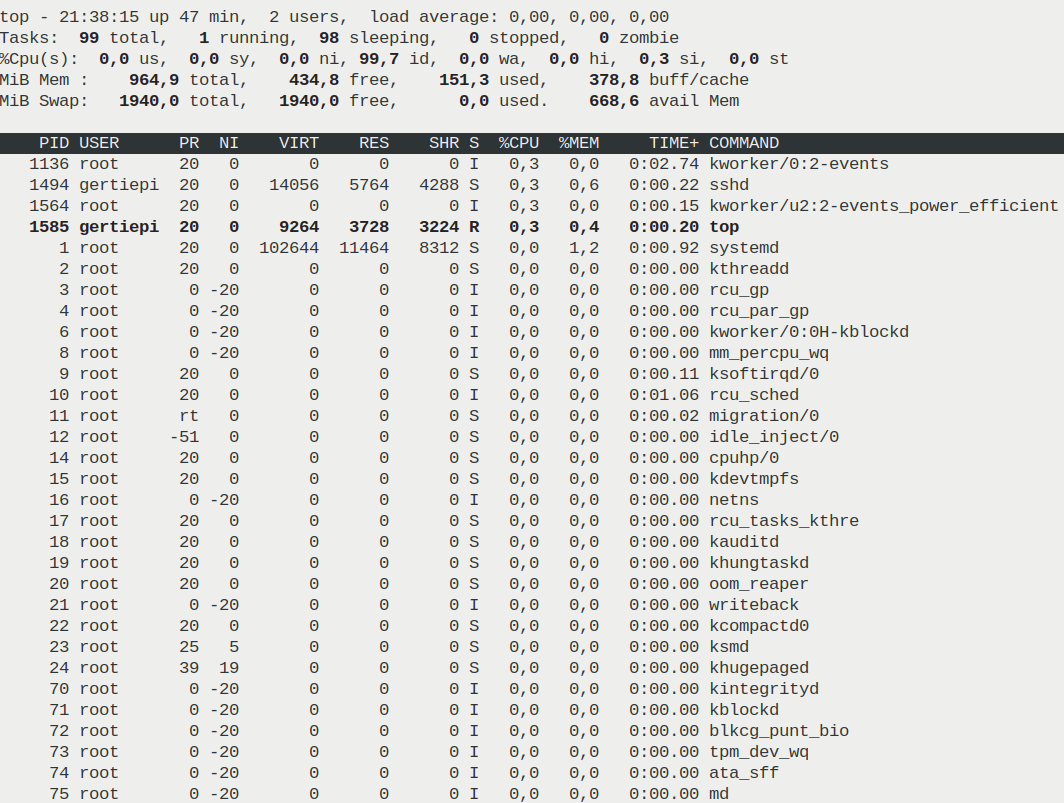 top - 21:38:15 up 47 min,  2 users,  load average: 0,00, 0,00, 0,00
Tasks:  99 total,   1 running,  98 sleeping,   0 stopped,   0 zombie
%Cpu(s):  0,0 us,  0,0 sy,  0,0 ni, 99,7 id,  0,0 wa,  0,0 hi,  0,3 si,  0,0 st
MiB Mem :    964,9 total,    434,8 free,    151,3 used,    378,8 buff/cache
MiB Swap:   1940,0 total,   1940,0 free,      0,0 used.    668,6 avail Mem
PID USER      PR  NI    VIRT    RES    SHR S  %CPU  %MEM     TIME+ COMMAND
1136 root      20   0       0      0      0 I   0,3   0,0   0:02.74 kworker/0:2-events
1494 gertiepi  20   0   14056   5764   4288 S   0,3   0,6   0:00.22 sshd
1564 root      20   0       0      0      0 I   0,3   0,0   0:00.15 kworker/u2:2-events_power_efficient
1585 gertiepi  20   0    9264   3728   3224 R   0,3   0,4   0:00.20 top
1 root      20   0  102644  11464   8312 S   0,0   1,2   0:00.92 systemd
2 root      20   0       0      0      0 S   0,0   0,0   0:00.00 kthreadd
3 root       0 -20       0      0      0 I   0,0   0,0   0:00.00 rcu_gp
4 root       0 -20       0      0      0 I   0,0   0,0   0:00.00 rcu_par_gp
6 root       0 -20       0      0      0 I   0,0   0,0   0:00.00 kworker/0:0H-kblockd
8 root       0 -20       0      0      0 I   0,0   0,0   0:00.00 mm_percpu_wq
9 root      20   0       0      0      0 S   0,0   0,0   0:00.11 ksoftirqd/0
10 root      20   0       0      0      0 I   0,0   0,0   0:01.06 rcu_sched
11 root      rt   0       0      0      0 S   0,0   0,0   0:00.02 migration/0
12 root     -51   0       0      0      0 S   0,0   0,0   0:00.00 idle_inject/0
14 root      20   0       0      0      0 S   0,0   0,0   0:00.00 cpuhp/0
15 root      20   0       0      0      0 S   0,0   0,0   0:00.00 kdevtmpfs
16 root       0 -20       0      0      0 I   0,0   0,0   0:00.00 netns
17 root      20   0       0      0      0 S   0,0   0,0   0:00.00 rcu_tasks_kthre
18 root      20   0       0      0      0 S   0,0   0,0   0:00.00 kauditd
19 root      20   0       0      0      0 S   0,0   0,0   0:00.00 khungtaskd
20 root      20   0       0      0      0 S   0,0   0,0   0:00.00 oom_reaper
21 root       0 -20       0      0      0 I   0,0   0,0   0:00.00 writeback
22 root      20   0       0      0      0 S   0,0   0,0   0:00.00 kcompactd0
23 root      25   5       0      0      0 S   0,0   0,0   0:00.00 ksmd
24 root      39  19       0      0      0 S   0,0   0,0   0:00.00 khugepaged
70 root       0 -20       0      0      0 I   0,0   0,0   0:00.00 kintegrityd
71 root       0 -20       0      0      0 I   0,0   0,0   0:00.00 kblockd
72 root       0 -20       0      0      0 I   0,0   0,0   0:00.00 blkcg_punt_bio
73 root       0 -20       0      0      0 I   0,0   0,0   0:00.00 tpm_dev_wq
74 root       0 -20       0      0      0 I   0,0   0,0   0:00.00 ata_sff
75 root       0 -20       0      0      0 I   0,0   0,0   0:00.00 md